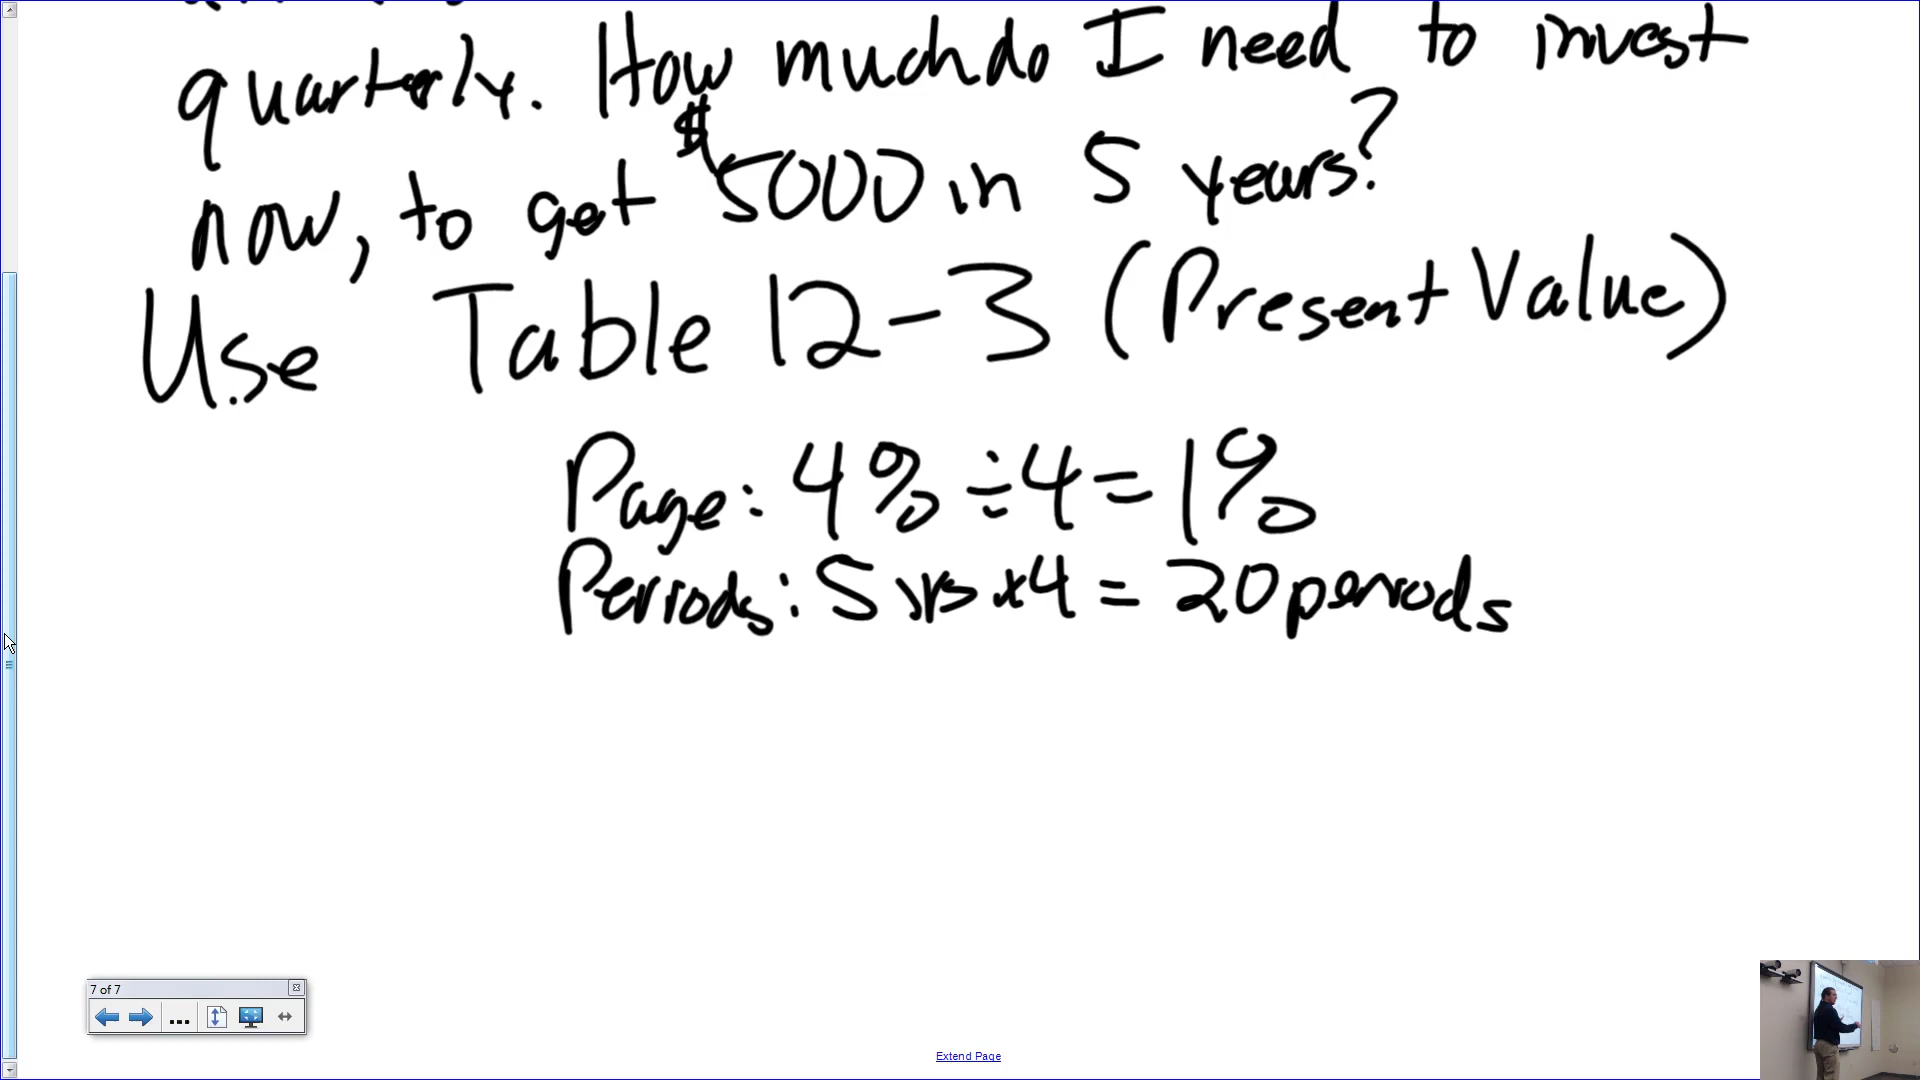 quarterly. How much do I need to invest
now, to get $5000 in 5 years?
Use Table 12-3 (Present Value)
Page: 4% ÷ 4 = 1%
Periods: 5 yrs x 4 = 20 periods
7 of 7
...
Extend Page